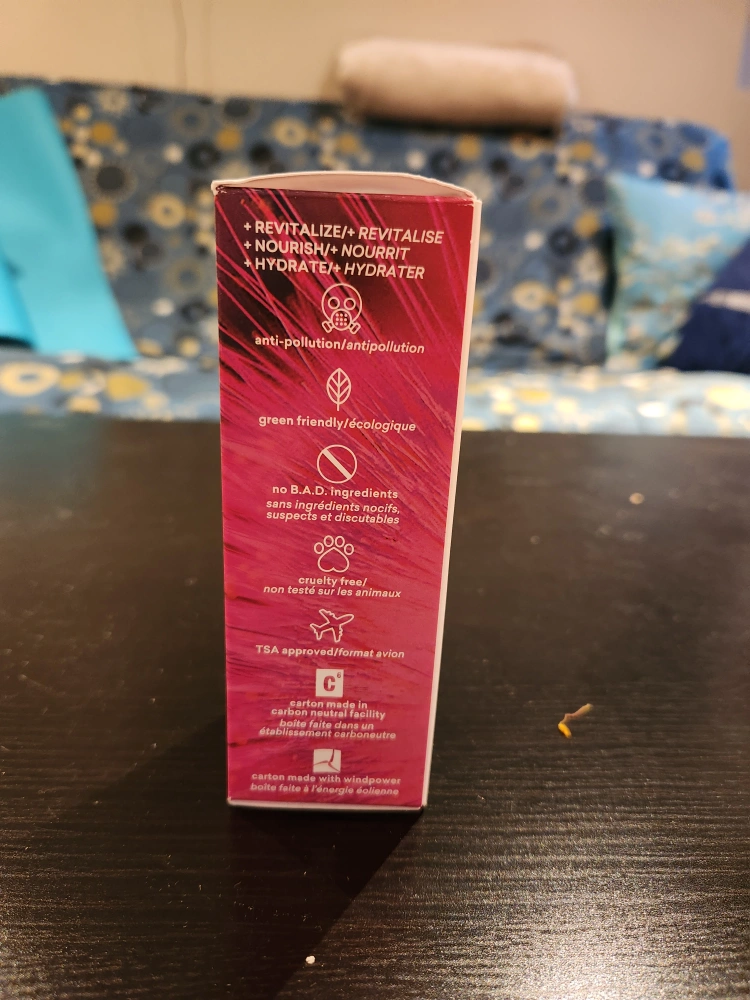 + REVITALIZE/+ REVITALISE
+ NOURISH/+ NOURRIT
+ HYDRATE/+ HYDRATER
anti-pollution/antipollution
green friendly/écologique
no B.A.D. ingredients
sans ingrédients nocifs,
suspects et discutables
cruelty free/
non testé sur les animaux
TSA approved/format avion
C6
carton made in
carbon neutral facility
boîte faite dans un
établissement carboneutre
carton made with windpower
boîte faite à l'énergie éolienne